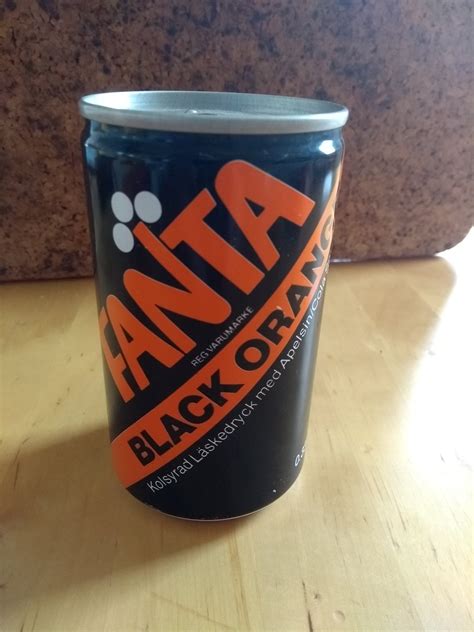 FANTA
REG. VARUMÄRKE
BLACK ORANG
Kolsyrad Läskedryck med Apelsin/Cola